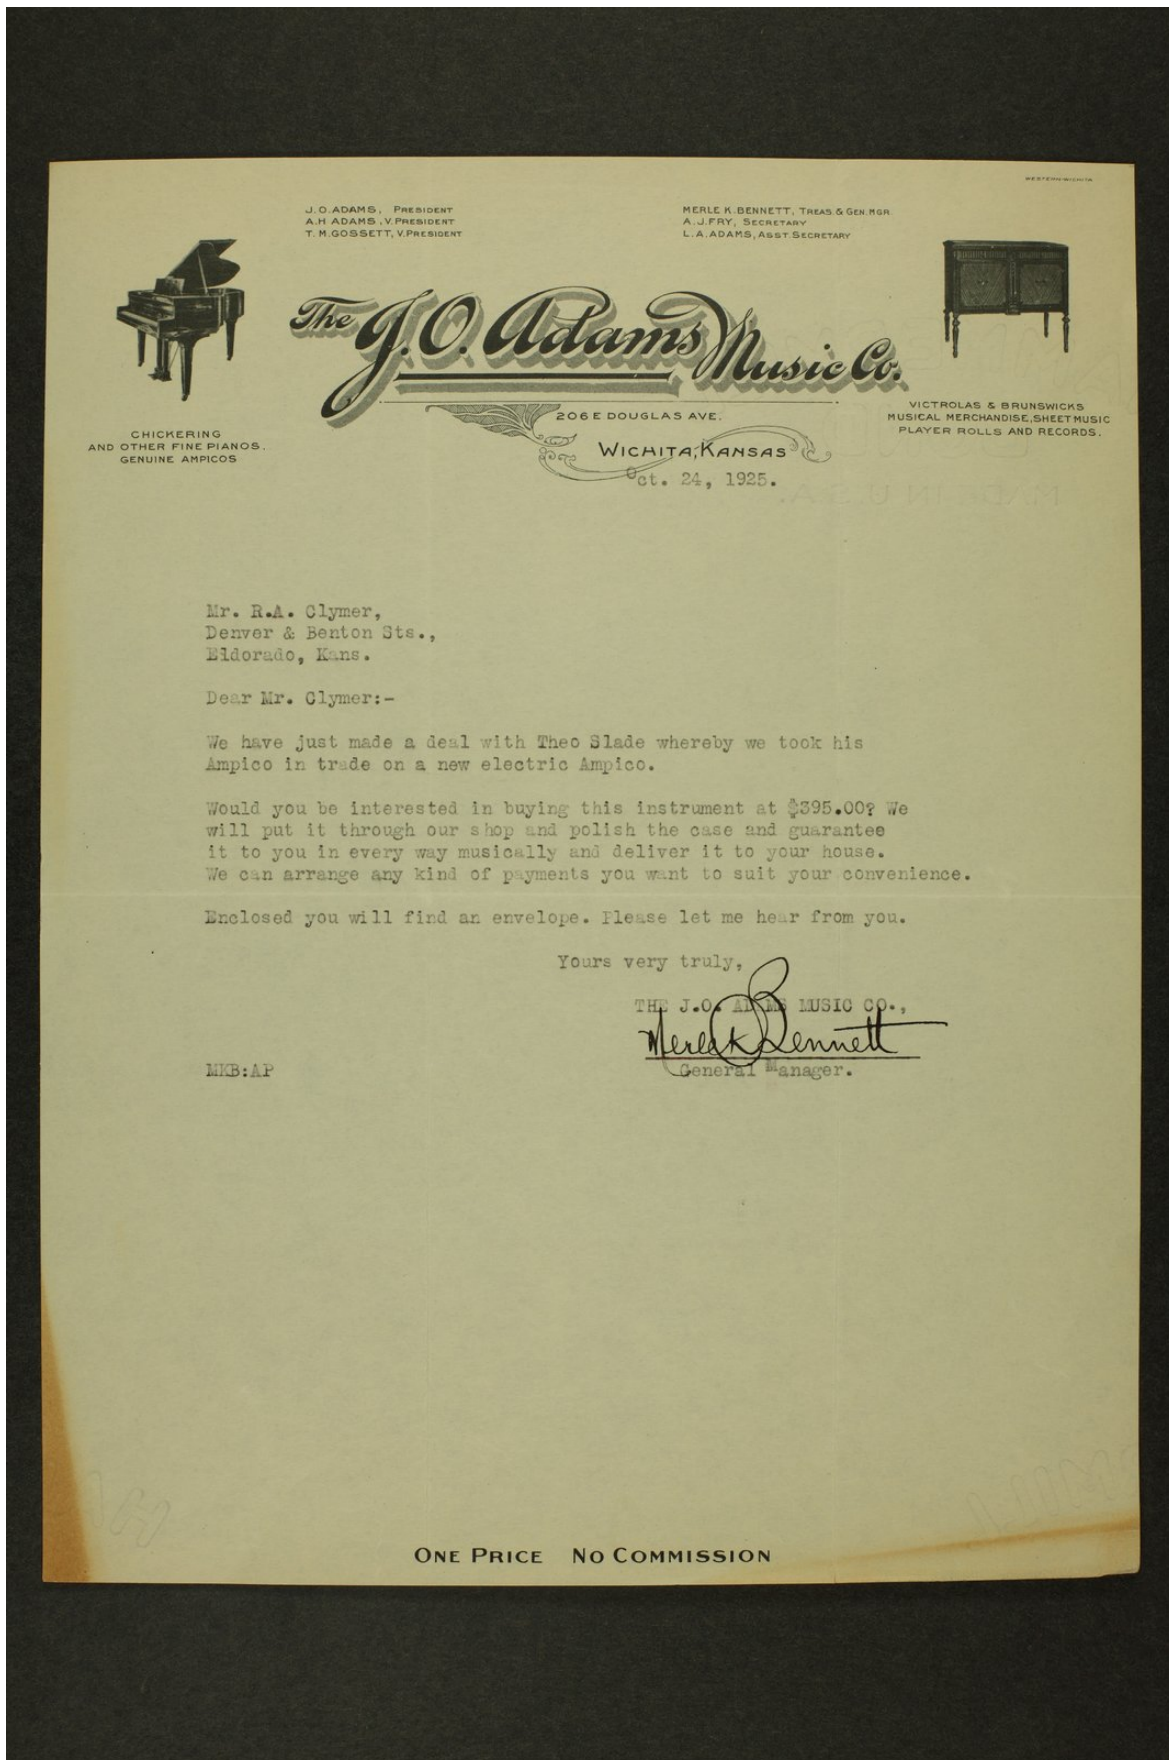 WESTERN-WICHITA
J.O. ADAMS, PRESIDENT
A.H ADAMS, V. PRESIDENT
T. M. GOSSETT, V. PRESIDENT
MERLE K. BENNETT, TREAS. & GEN. MGR.
A.J. FRY, SECRETARY
L.A. ADAMS, ASST. SECRETARY
The J.O. Adams Music Co.
206 E DOUGLAS AVE.
WICHITA, KANSAS
CHICKERING
AND OTHER FINE PIANOS.
GENUINE AMPICOS
VICTROLAS & BRUNSWICKS
MUSICAL MERCHANDISE, SHEET MUSIC
PLAYER ROLLS AND RECORDS.
Oct. 24, 1925.
Mr. R.A. Clymer,
Denver & Benton Sts.,
Eldorado, Kans.
Dear Mr. Clymer:-
We have just made a deal with Theo Slade whereby we took his
Ampico in trade on a new electric Ampico.
Would you be interested in buying this instrument at $395.00? We
will put it through our shop and polish the case and guarantee
it to you in every way musically and deliver it to your house.
We can arrange any kind of payments you want to suit your convenience.
Enclosed you will find an envelope. Please let me hear from you.
Yours very truly,
THE J.O. ADAMS MUSIC CO.,
Merle K Bennett
General Manager.
MKB:AP
ONE PRICE NO COMMISSION